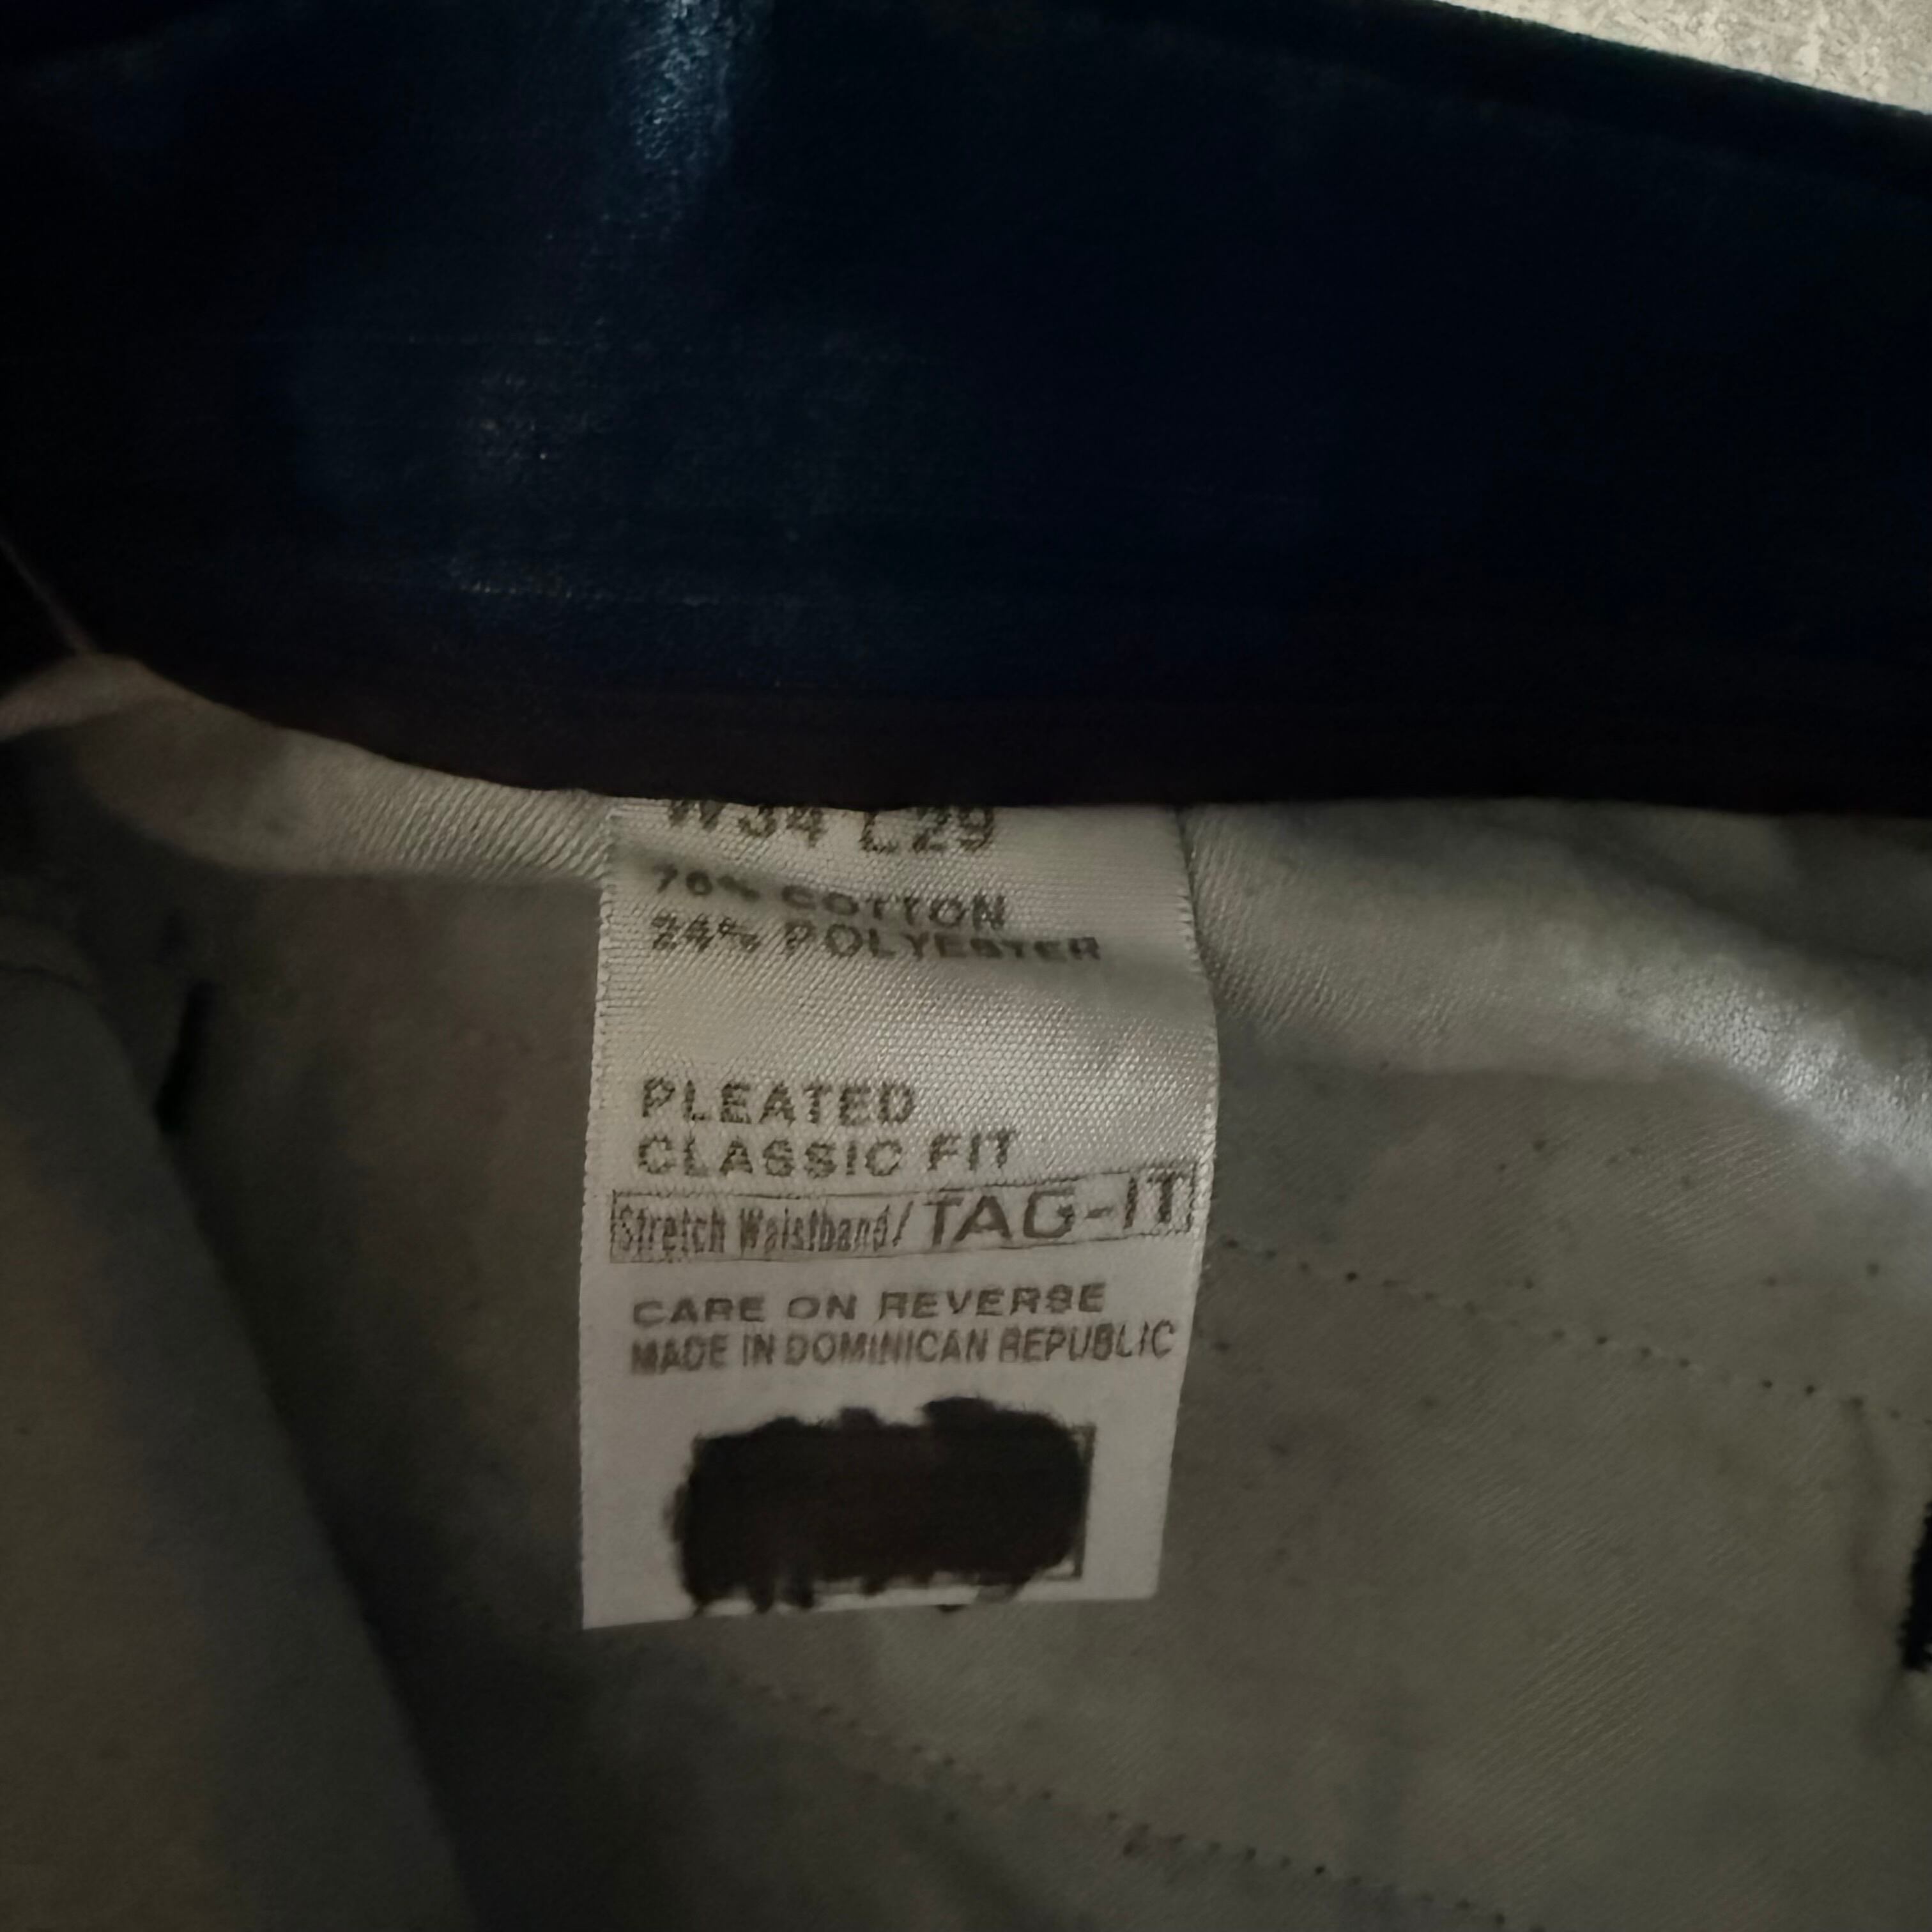 W34 L29
76% COTTON
24% POLYESTER
PLEATED
CLASSIC FIT
Stretch Waistband/ TAG-IT
CARE ON REVERSE
MADE IN DOMINICAN REPUBLIC